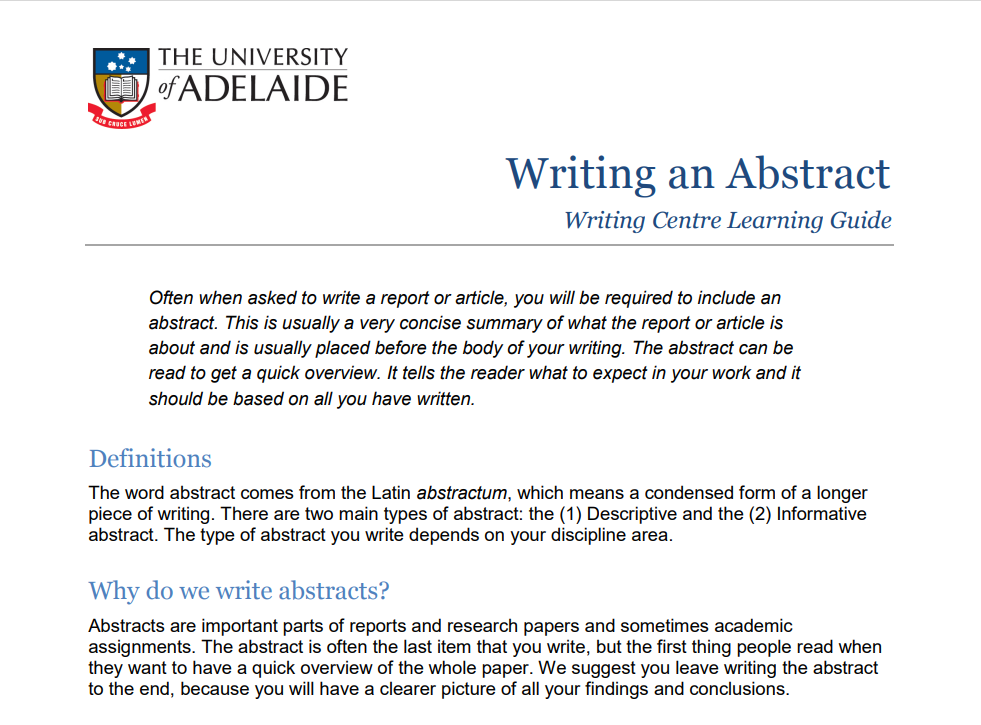 THE UNIVERSITY
of ADELAIDE
SUB CRUCE LUMEN
Writing an Abstract
Writing Centre Learning Guide
Often when asked to write a report or article, you will be required to include an
abstract. This is usually a very concise summary of what the report or article is
about and is usually placed before the body of your writing. The abstract can be
read to get a quick overview. It tells the reader what to expect in your work and it
should be based on all you have written.
Definitions
The word abstract comes from the Latin abstractum, which means a condensed form of a longer
piece of writing. There are two main types of abstract: the (1) Descriptive and the (2) Informative
abstract. The type of abstract you write depends on your discipline area.
Why do we write abstracts?
Abstracts are important parts of reports and research papers and sometimes academic
assignments. The abstract is often the last item that you write, but the first thing people read when
they want to have a quick overview of the whole paper. We suggest you leave writing the abstract
to the end, because you will have a clearer picture of all your findings and conclusions.